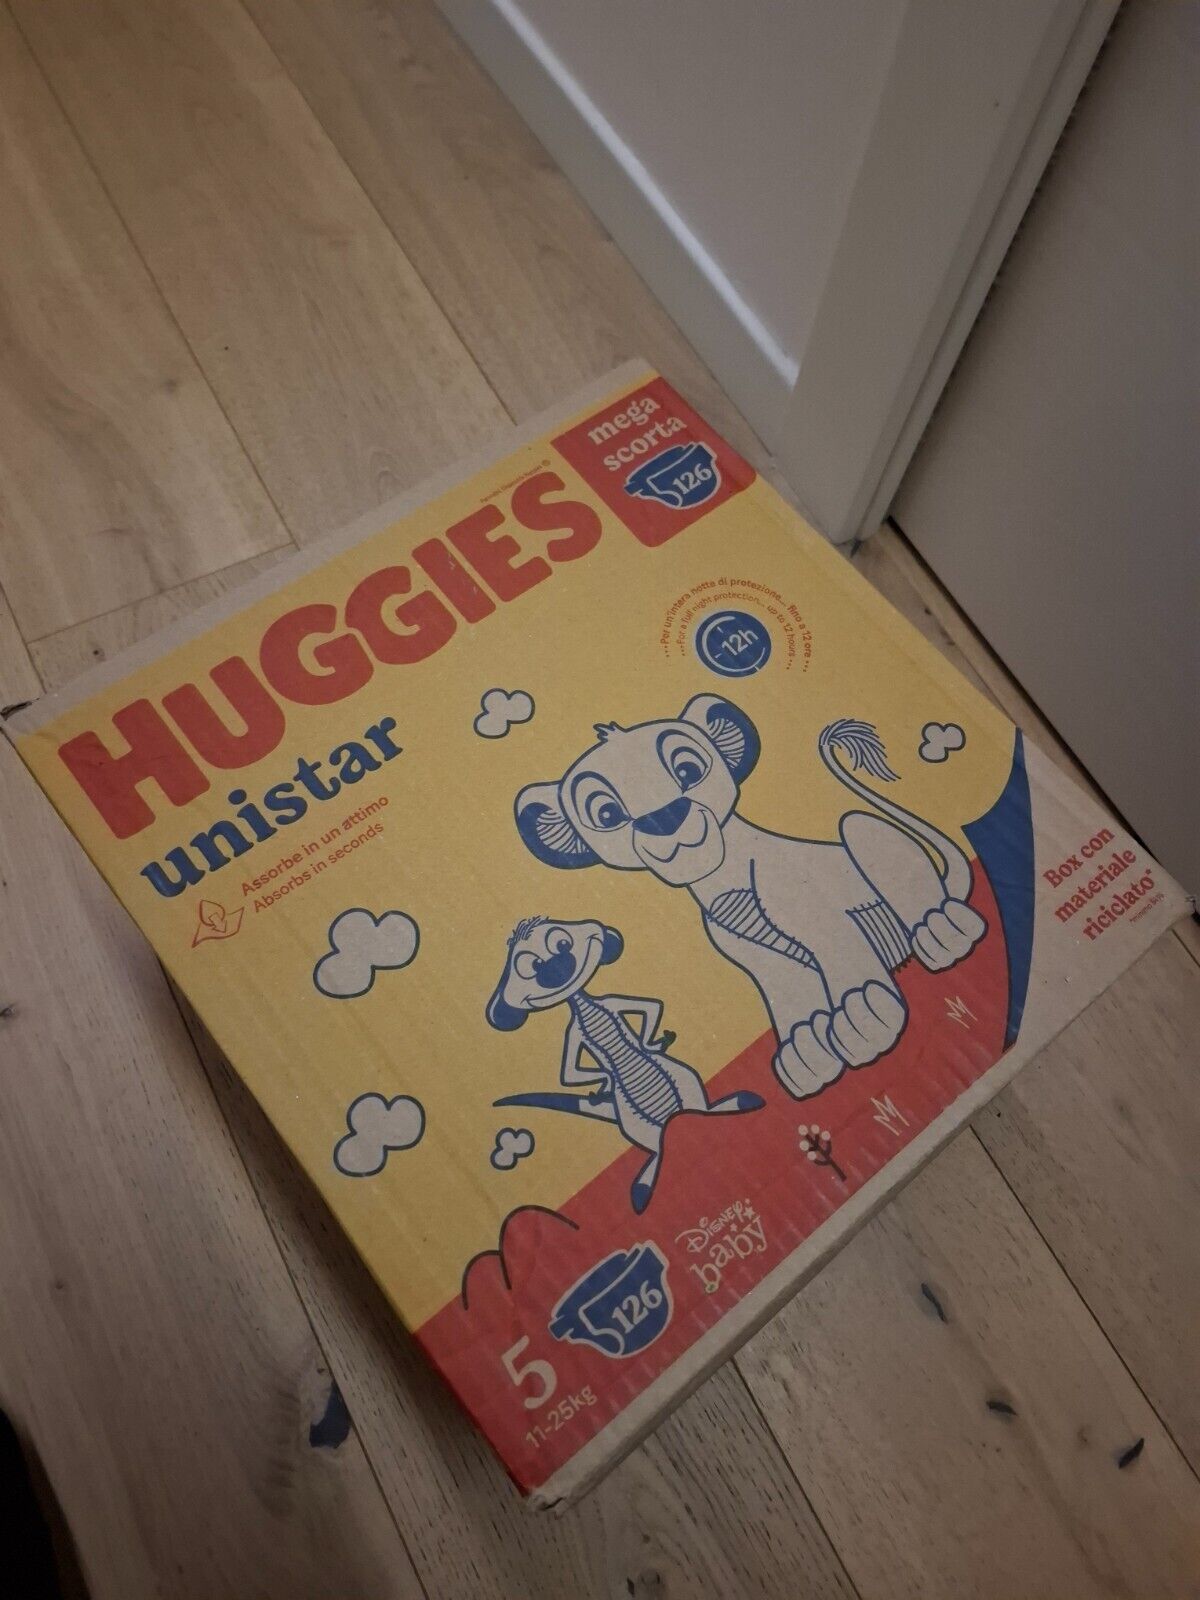 mega
scorta
126
HUGGIES
unistar
Assorbe in un attimo
Absorbs in seconds
...Per un'intera notte di protezione... fino a 12 ore...
...For a full night protection... up to 12 hours...
12h
Box con
materiale
riciclato*
Disney
baby
5
126
11-25kg